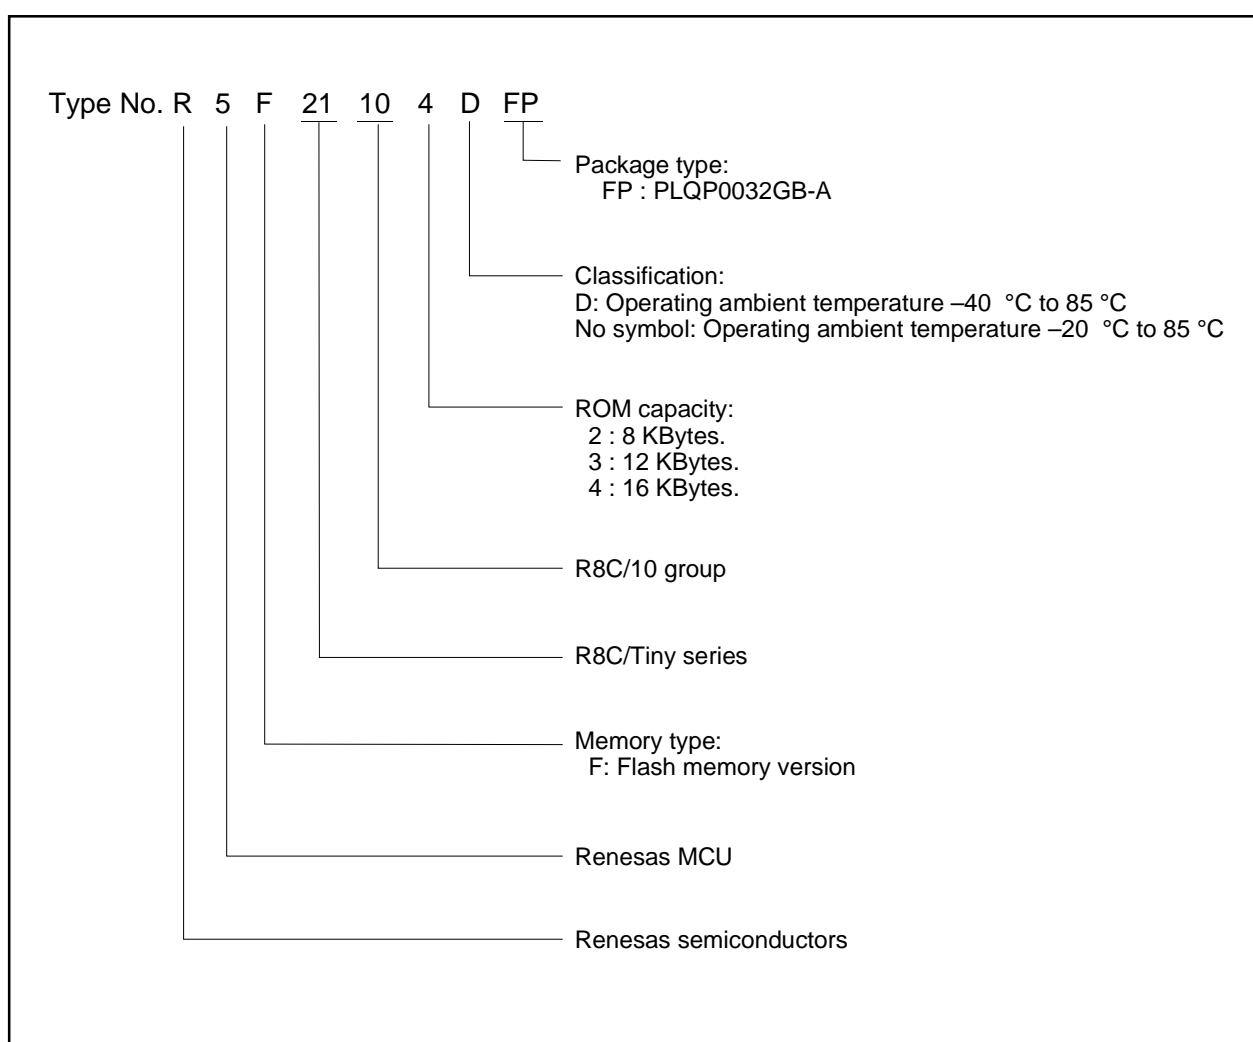 Type No. R 5 F 21 10 4 D FP
Package type:
FP : PLQP0032GB-A
Classification:
D: Operating ambient temperature –40 °C to 85 °C
No symbol: Operating ambient temperature –20 °C to 85 °C
ROM capacity:
2 : 8 KBytes.
3 : 12 KBytes.
4 : 16 KBytes.
R8C/10 group
R8C/Tiny series
Memory type:
F: Flash memory version
Renesas MCU
Renesas semiconductors